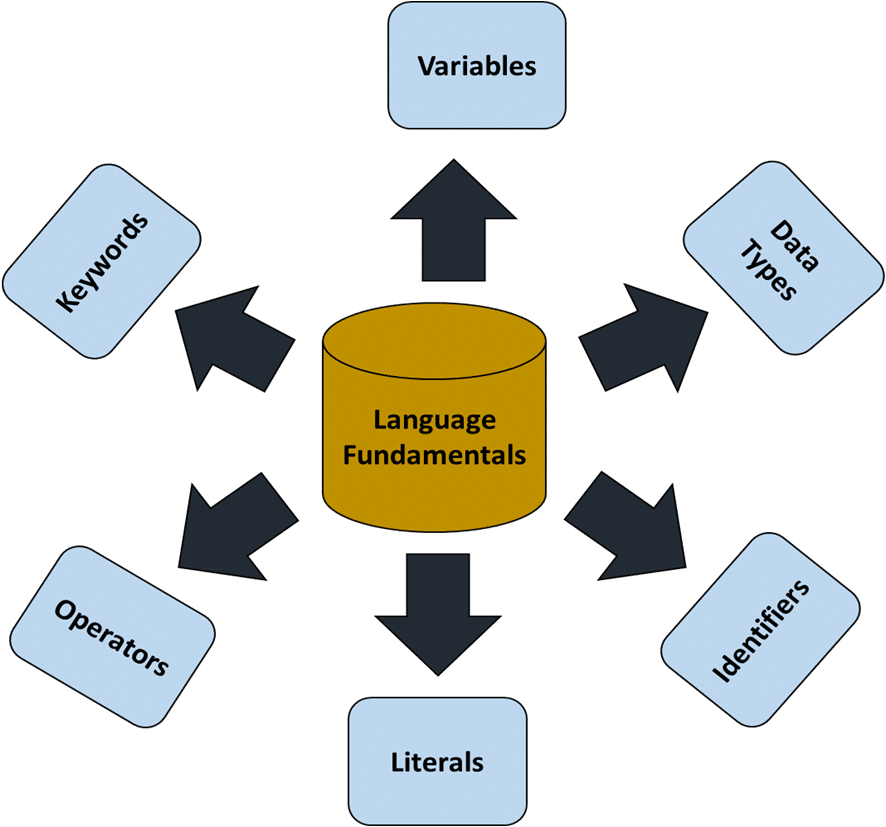 Variables
Keywords
Data
Types
Language
Fundamentals
Operators
Identifiers
Literals